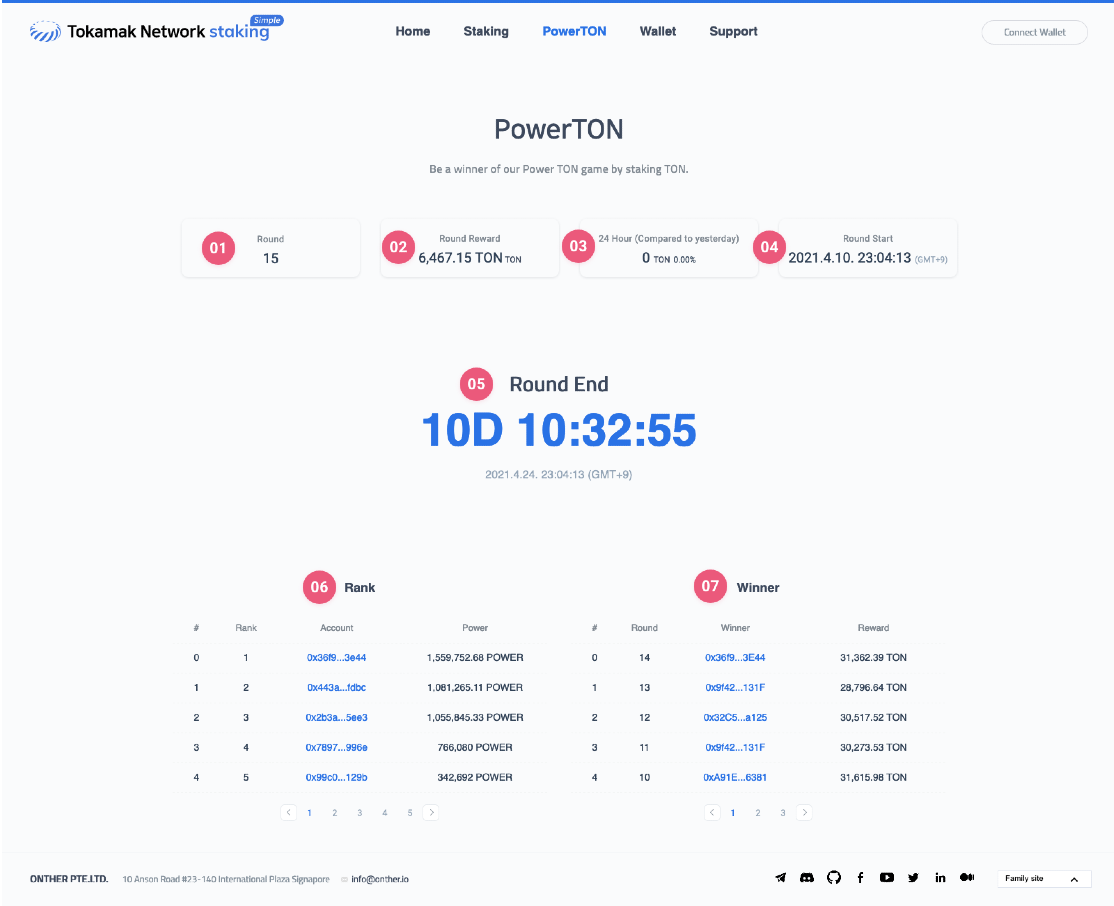 Tokamak Network staking Simple
Home Staking PowerTON Wallet Support Connect Wallet
PowerTON
Be a winner of our Power TON game by staking TON.
01 Round 02 Round Reward 03 24 Hour (Compared to yesterday) 04 Round Start
15 6,467.15 TON TON 0 TON 0.00% 2021.4.10. 23:04:13 (GMT+9)
05 Round End
10D 10:32:55
2021.4.24. 23:04:13 (GMT+9)
06 Rank
# Rank Account Power
0 1 0x36f9...3e44 1,559,752.68 POWER
1 2 0x443a...fdbc 1,081,265.11 POWER
2 3 0x2b3a...5ee3 1,055,845.33 POWER
3 4 0x7897...996e 766,080 POWER
4 5 0x99c0...129b 342,692 POWER
< 1 2 3 4 5 >
07 Winner
# Round Winner Reward
0 14 0x36f9...3E44 31,362.39 TON
1 13 0x9f42...131F 28,796.64 TON
2 12 0x32C5...a125 30,517.52 TON
3 11 0x9f42...131F 30,273.53 TON
4 10 0xA91E...6381 31,615.98 TON
< 1 2 3 >
ONTHER PTE.LTD. 10 Anson Road #23-140 International Plaza Signapore info@onther.io Family site